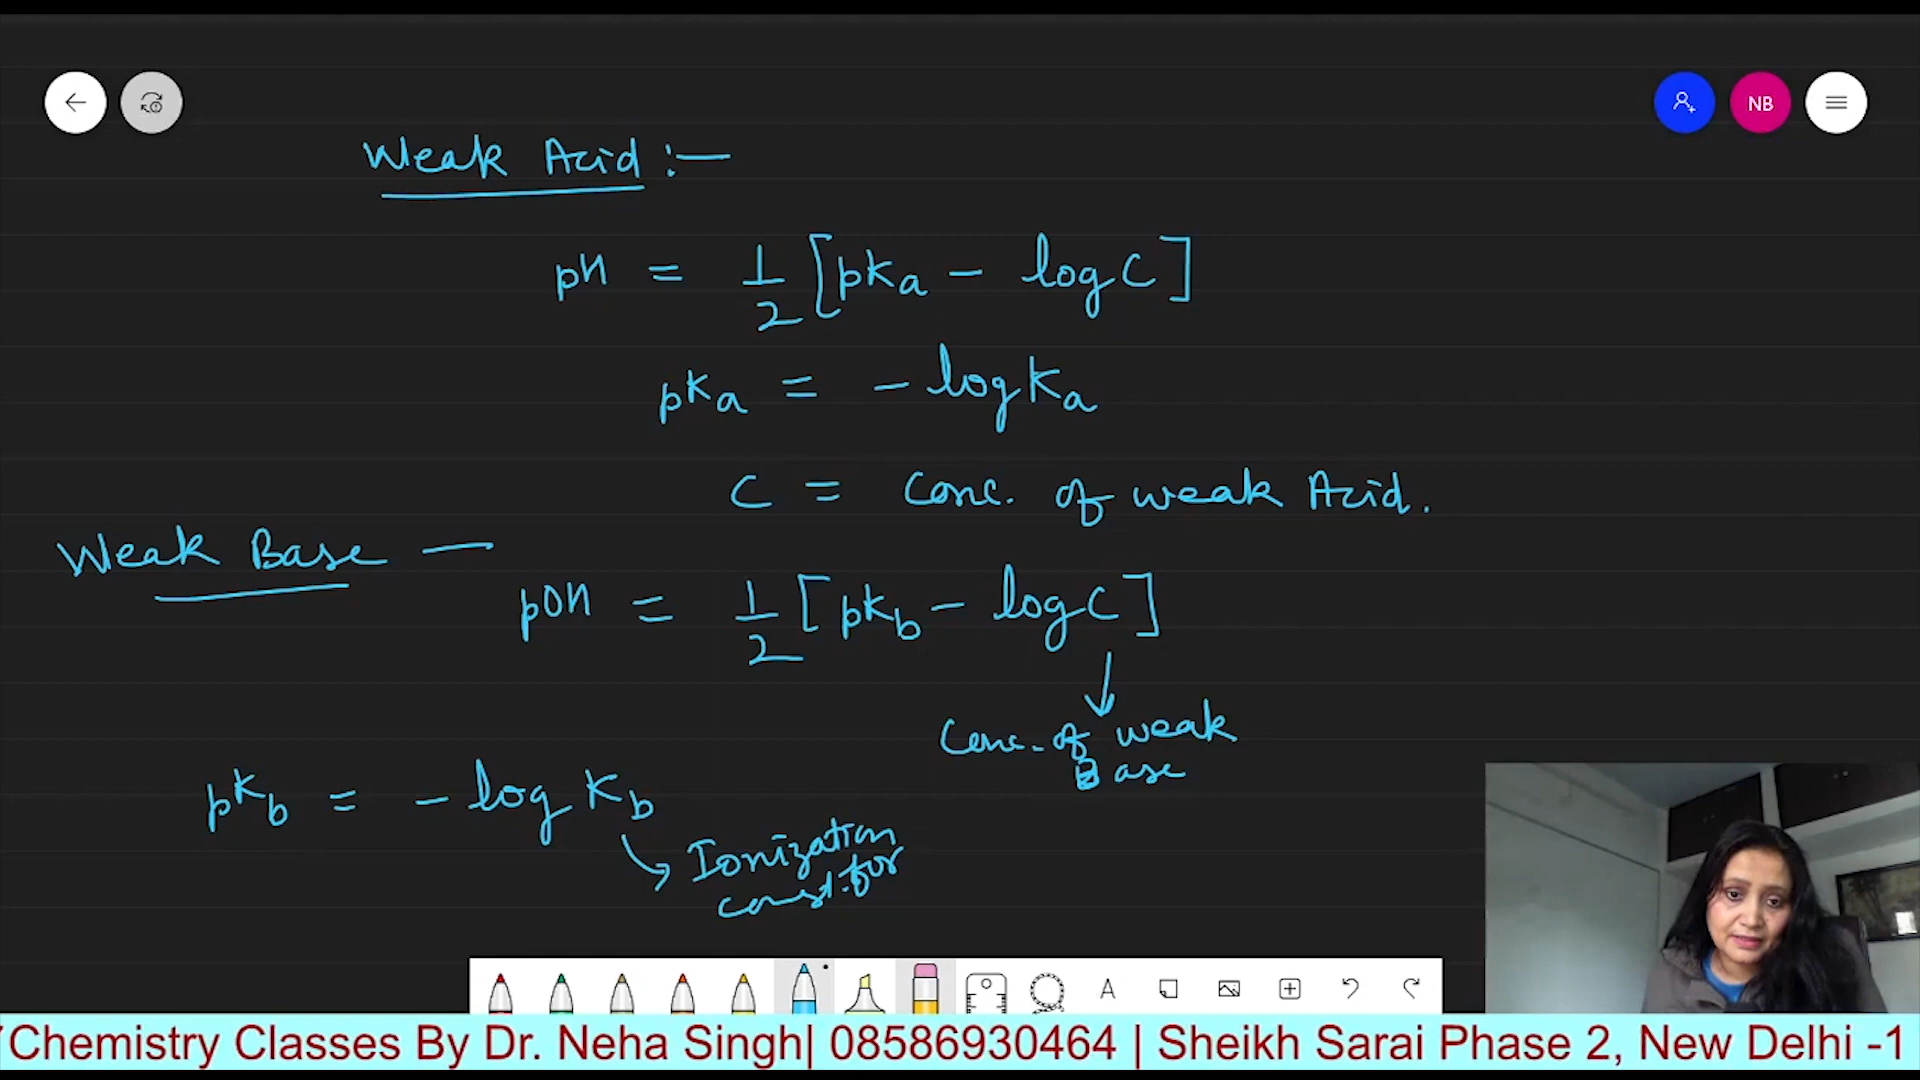 NB
Weak Acid :-
pH = 1/2 [pKa - log C]
pKa = - log Ka
C = Conc. of weak Acid.
Weak Base —
pOH = 1/2 [pKb - log C]
↓
Conc. of weak
Base
pKb = - log Kb
↘ Ionization
const. for
A
Chemistry Classes By Dr. Neha Singh| 08586930464 | Sheikh Sarai Phase 2, New Delhi -1